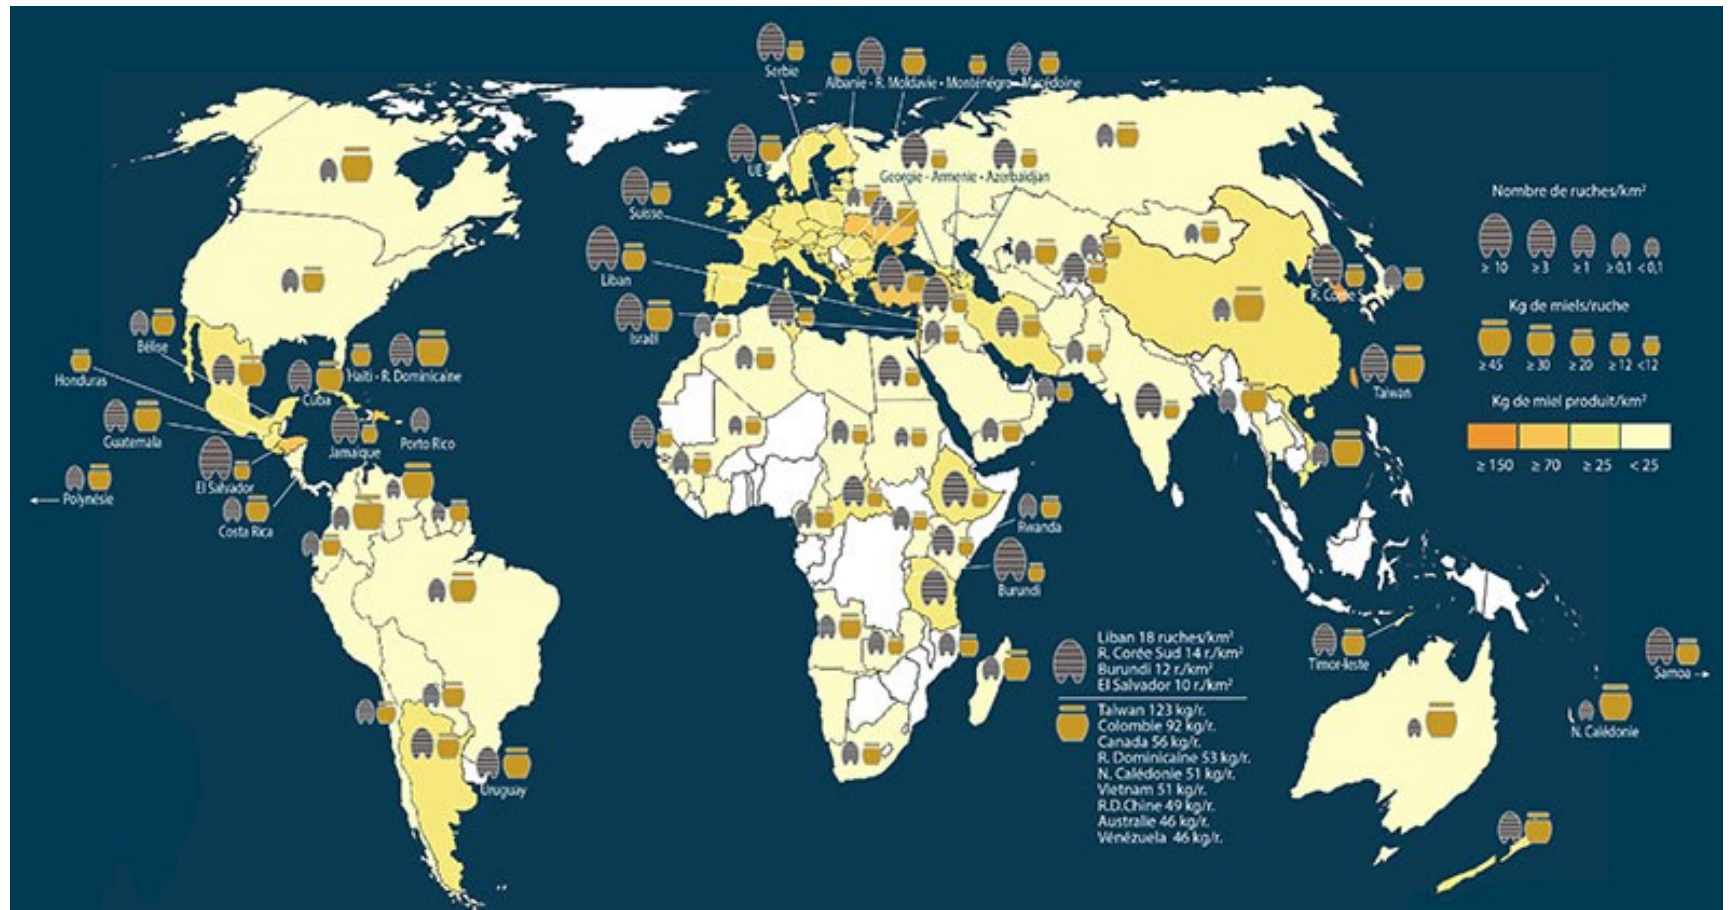 Serbie
Albanie - R. Moldavie • Monténégro - Macédoine
UE
Georgie - Armenie • Azerbaïdjan
Suisse
Liban
Israël
R. Corée S.
Taïwan
Bélise
Honduras
Haïti - R. Dominicaine
Cuba
Guatemala
Jamaïque
Porto Rico
El Salvador
Polynésie
Costa Rica
Rwanda
Burundi
Uruguay
Timor-leste
Samoa
N. Calédonie
Nombre de ruches/km²
≥ 10 ≥ 3 ≥ 1 ≥ 0,1 < 0,1
Kg de miels/ruche
≥ 45 ≥ 30 ≥ 20 ≥ 12 <12
Kg de miel produit/km²
≥ 150 ≥ 70 ≥ 25 < 25
Liban 18 ruches/km²
R. Corée Sud 14 r./km²
Burundi 12 r./km²
El Salvador 10 r./km²
Taïwan 123 kg/r.
Colombie 92 kg/r.
Canada 56 kg/r.
R. Dominicaine 53 kg/r.
N. Calédonie 51 kg/r.
Vietnam 51 kg/r.
R.D.Chine 49 kg/r.
Australie 46 kg/r.
Vénézuela 46 kg/r.